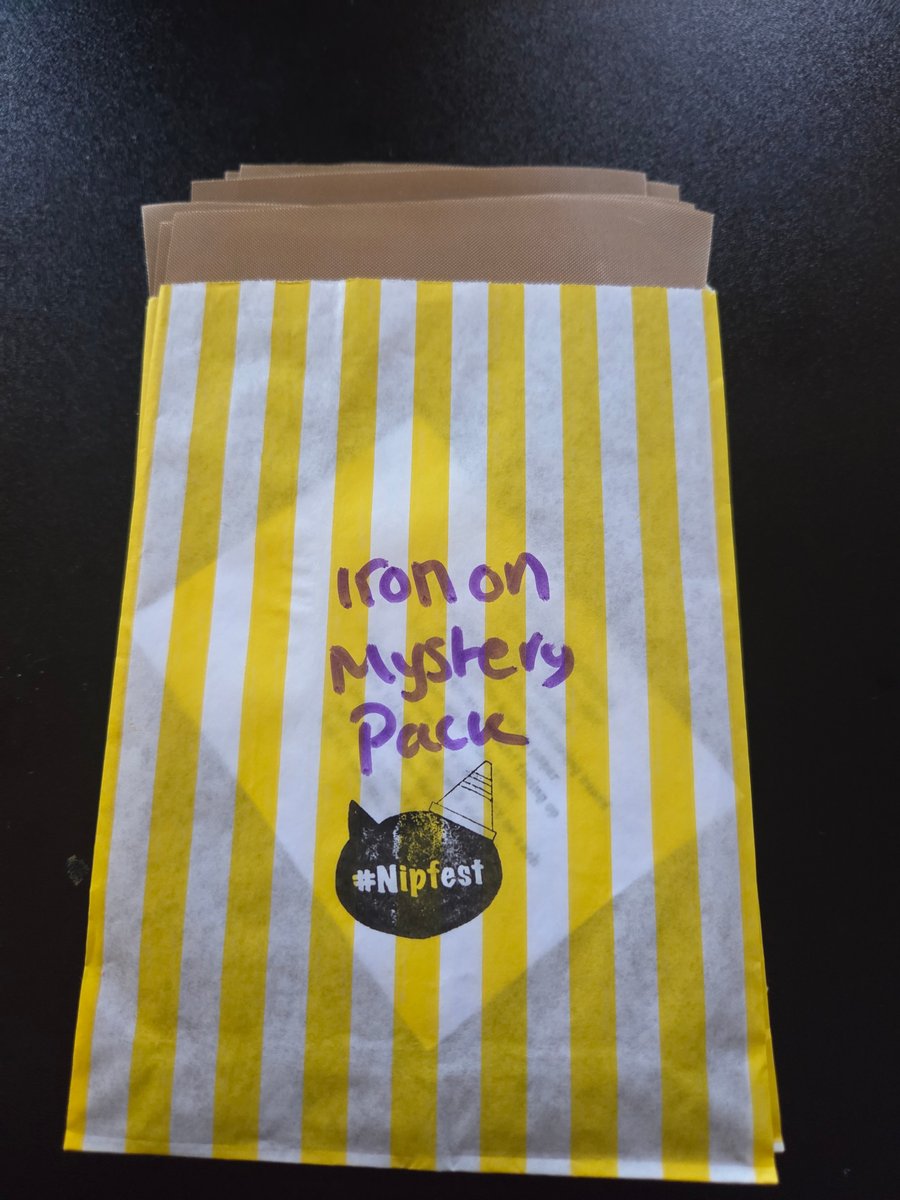 Iron on
Mystery
Pack
#Nipfest